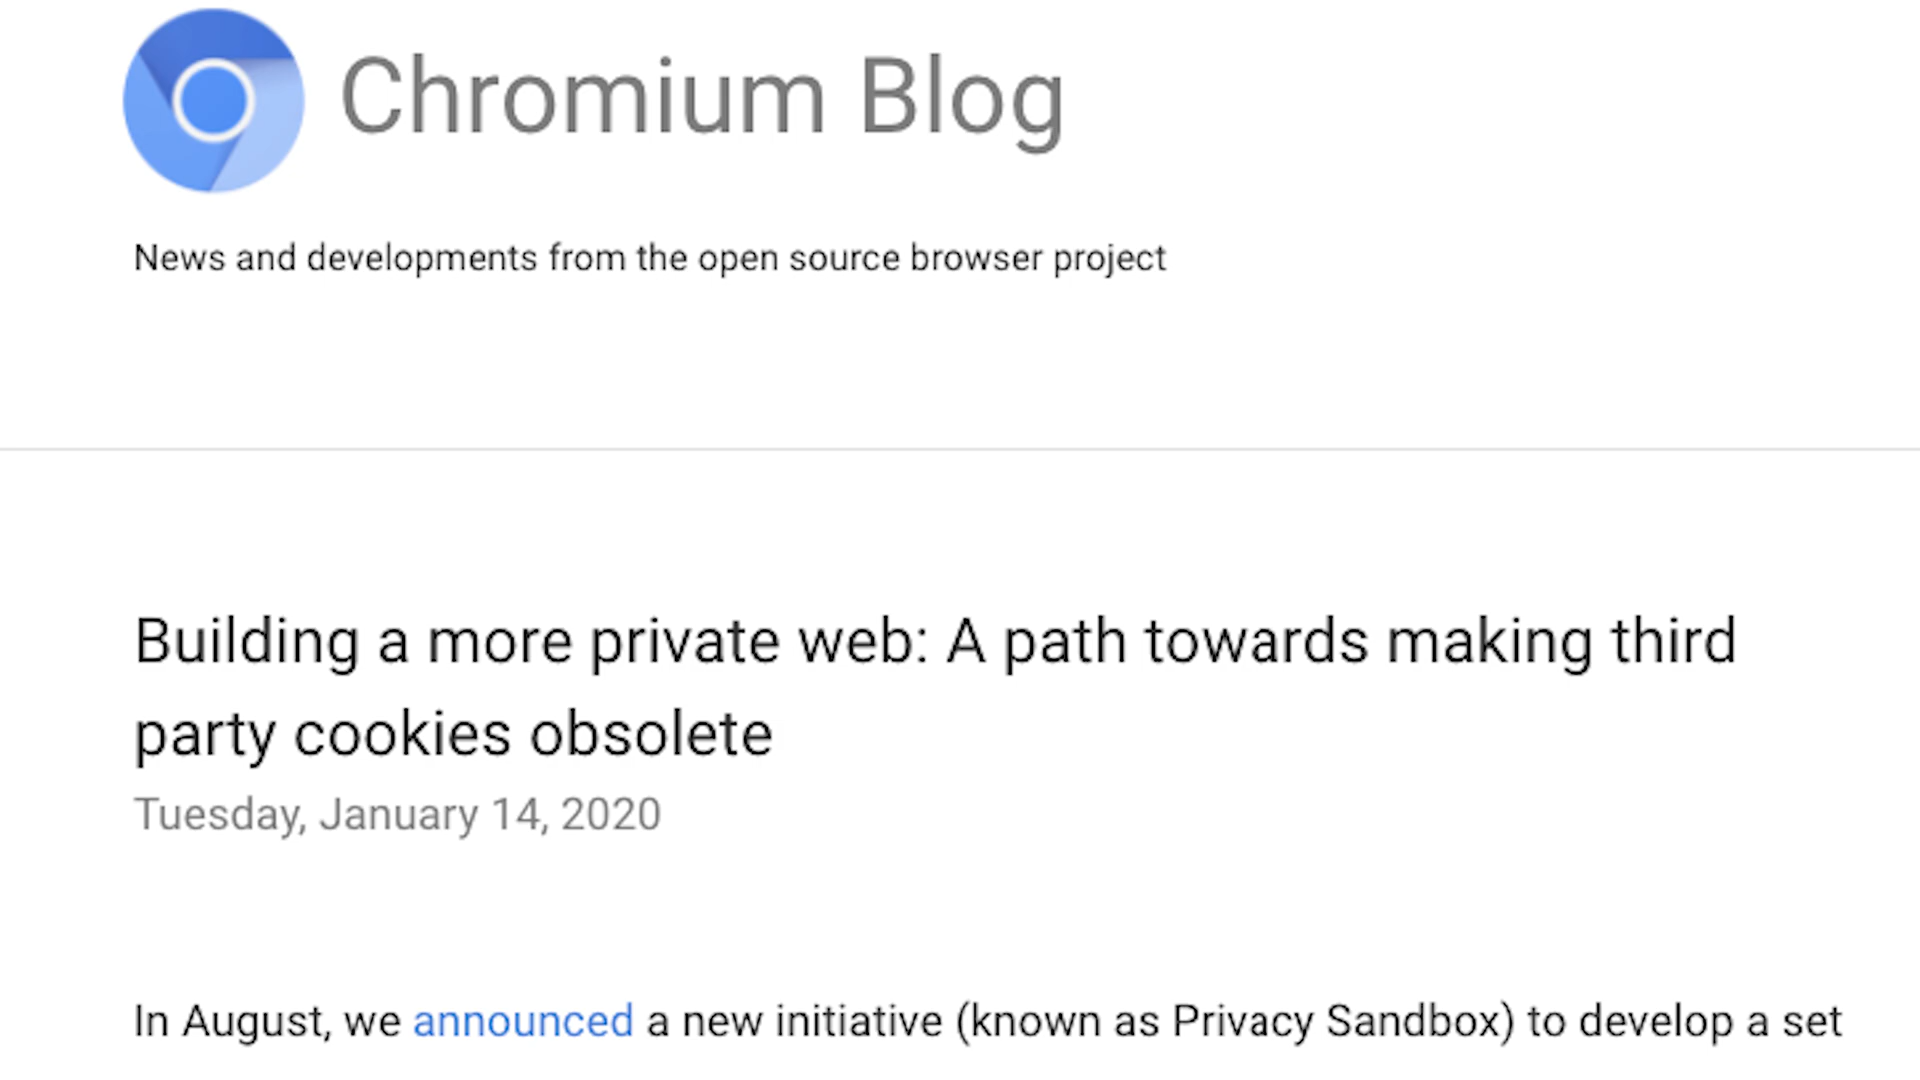 Chromium Blog
News and developments from the open source browser project
Building a more private web: A path towards making third
party cookies obsolete
Tuesday, January 14, 2020
In August, we announced a new initiative (known as Privacy Sandbox) to develop a set